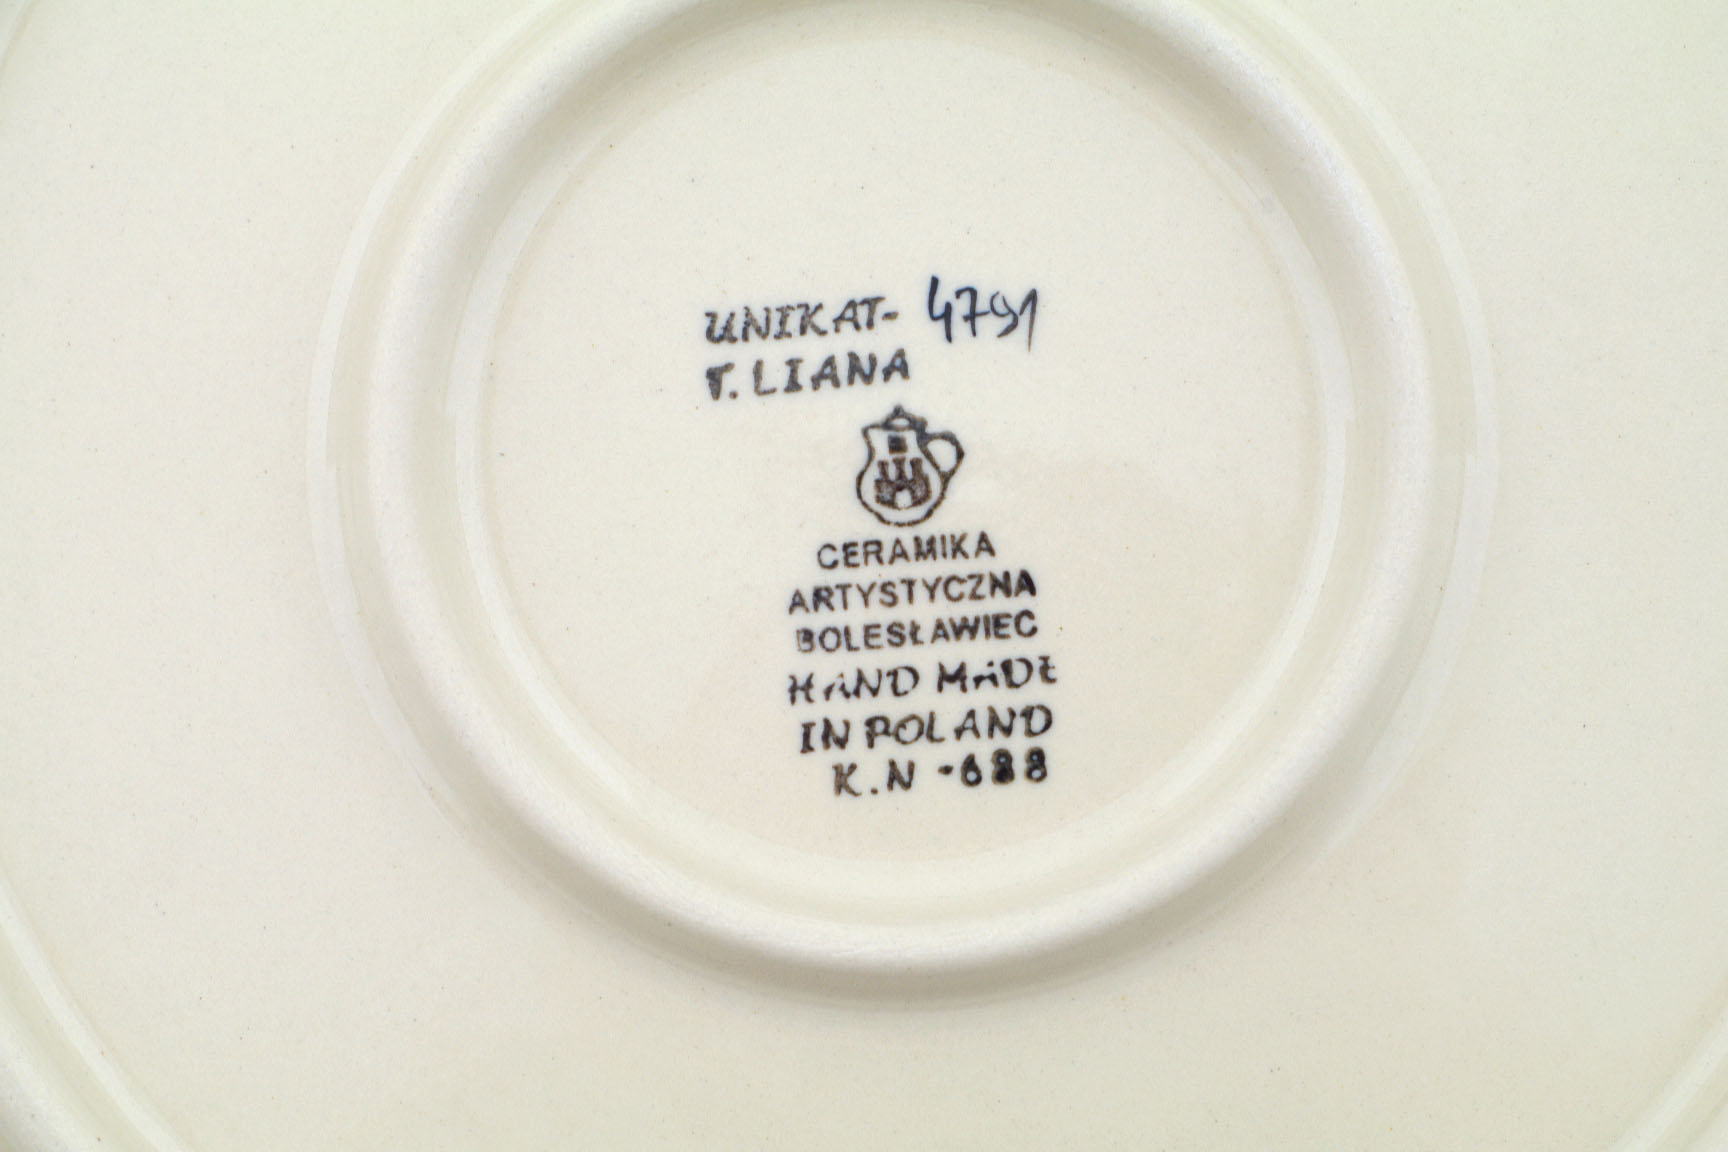 UNIKAT- 4791
T. LIANA
CERAMIKA
ARTYSTYCZNA
BOLESŁAWIEC
HAND MADE
IN POLAND
K.N -688